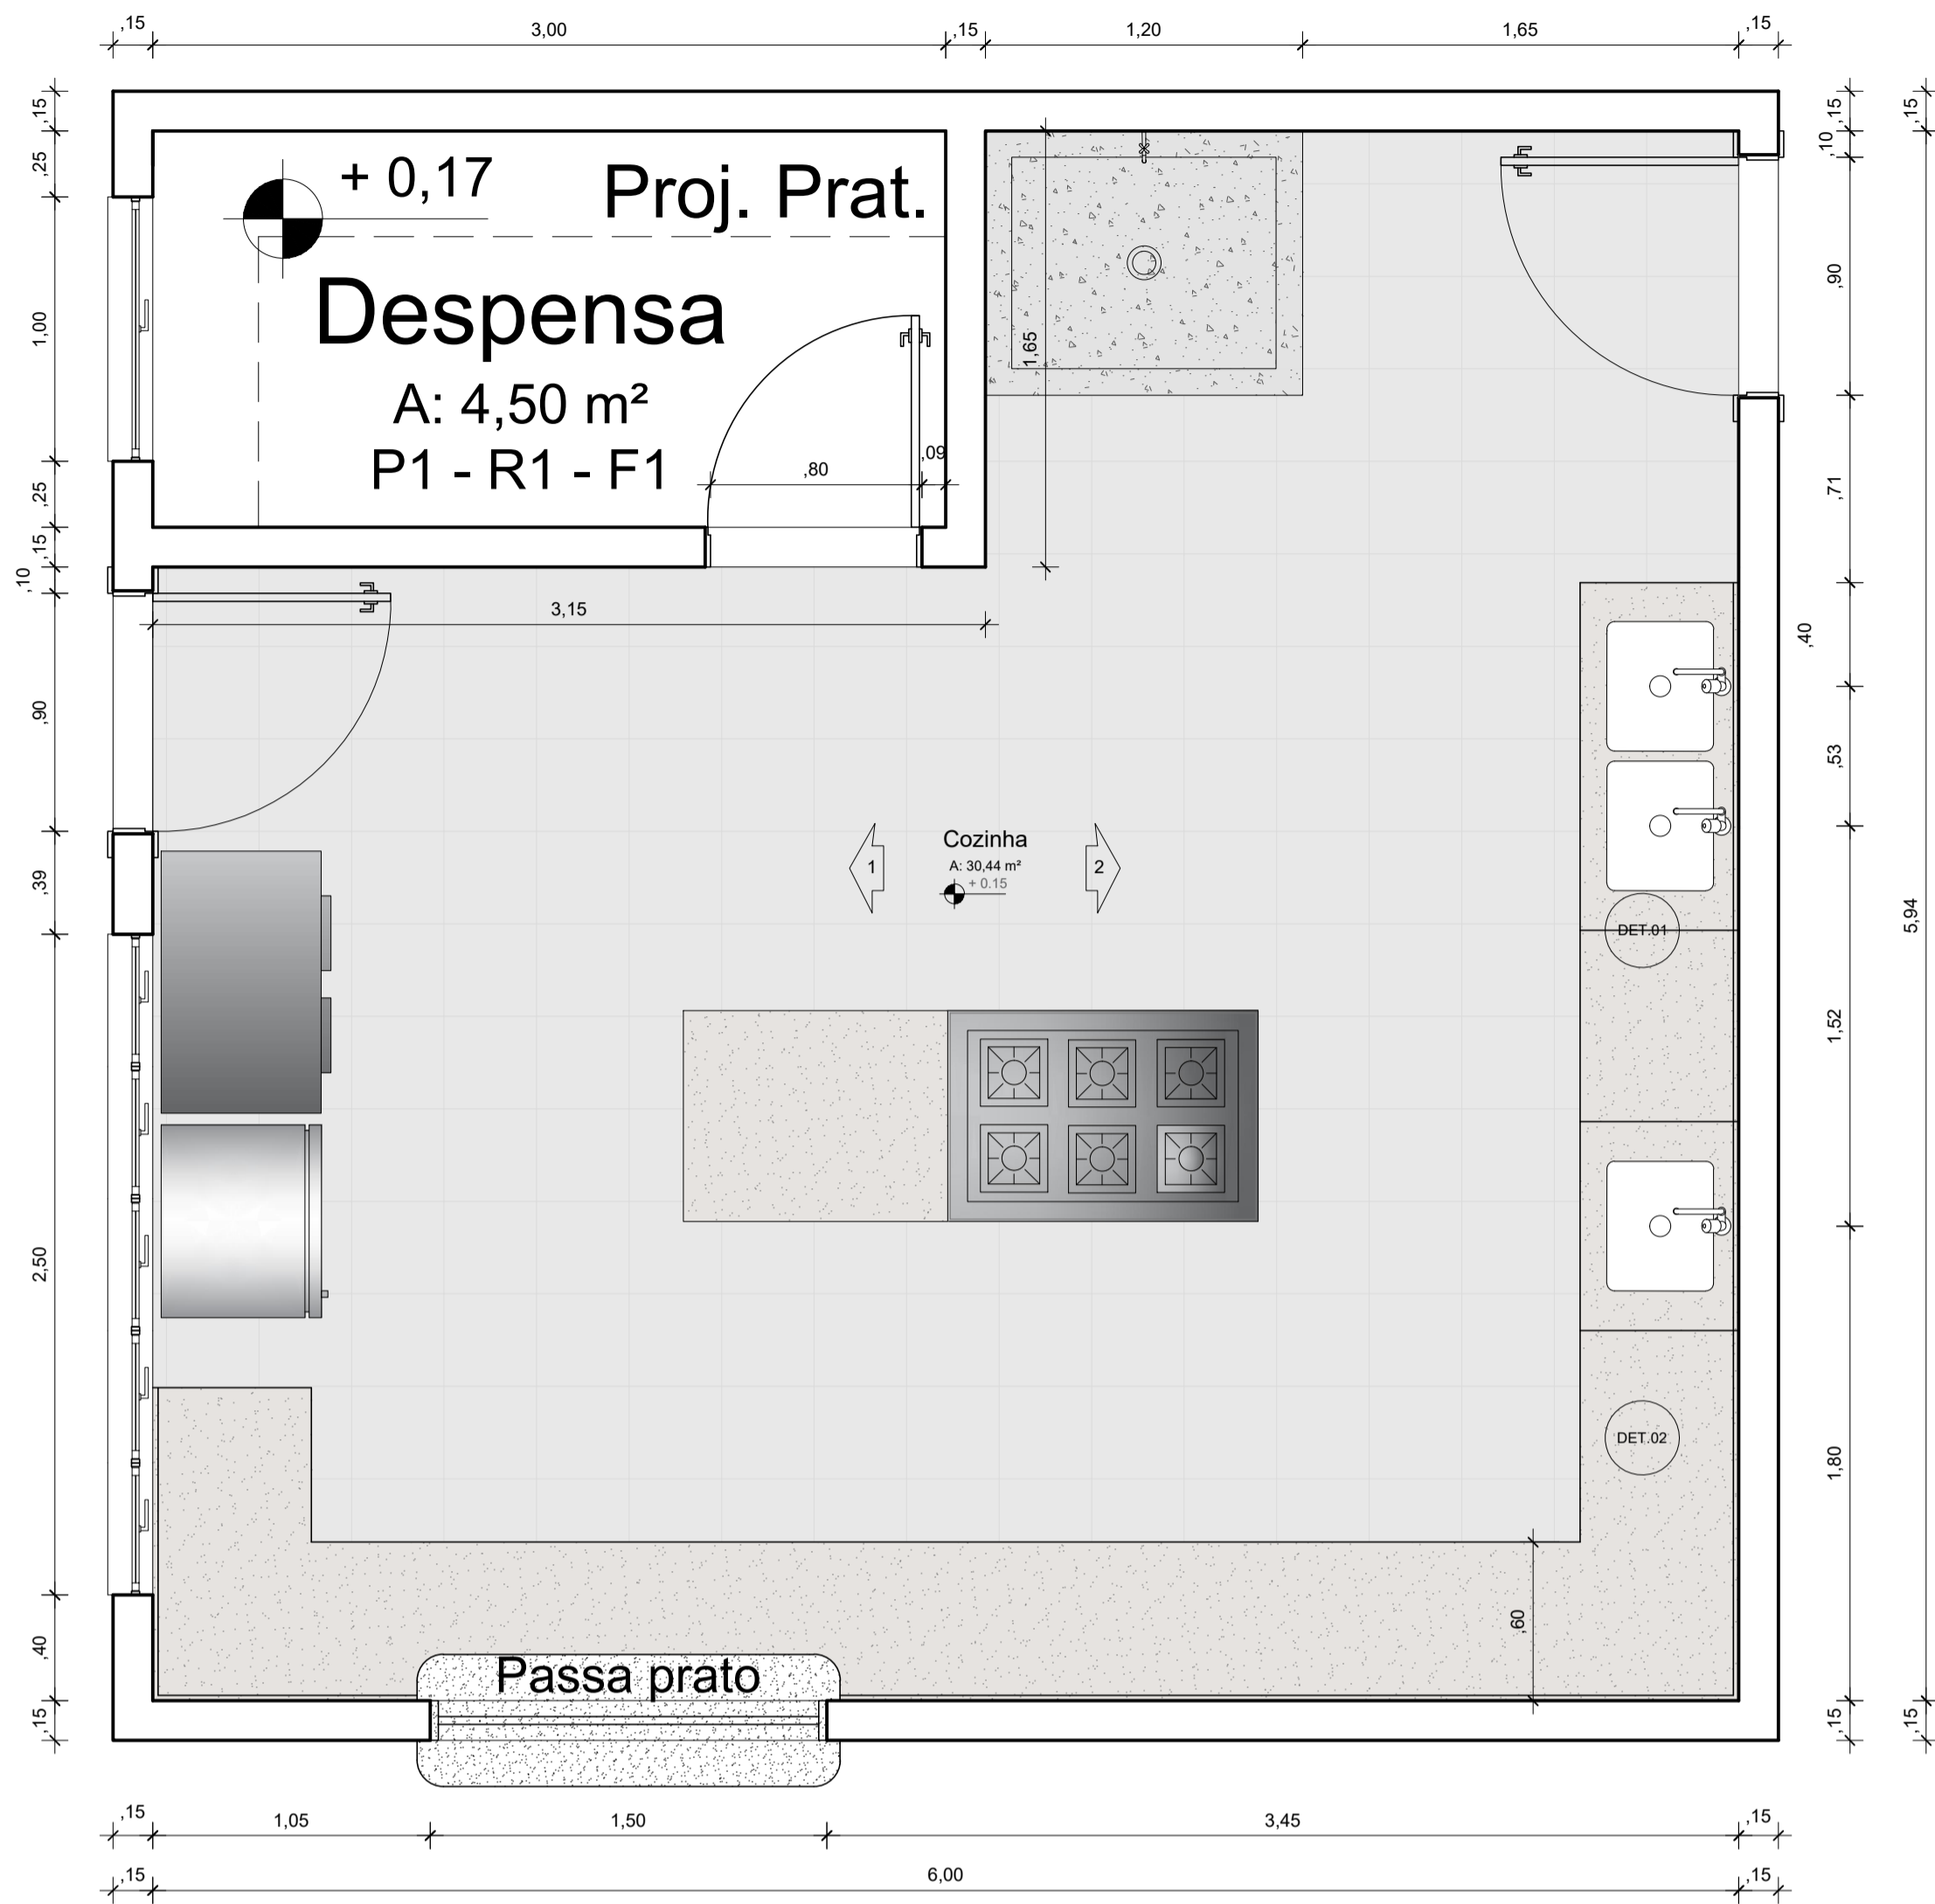 ,15 3,00 ,15 1,20 1,65 ,15
,15
,25
1,00
,25
,15
,10
,90
,39
2,50
,40
,15
+ 0,17
Proj. Prat.
Despensa
A: 4,50 m²
P1 - R1 - F1
,80
,09
1,65
3,15
Cozinha
A: 30,44 m²
+ 0.15
1
2
DET.01
DET.02
,60
Passa prato
,15
,10
,90
,71
,40
,53
1,52
1,80
,15
,15
5,94
,15
,15 1,05 1,50 3,45 ,15
,15 6,00 ,15